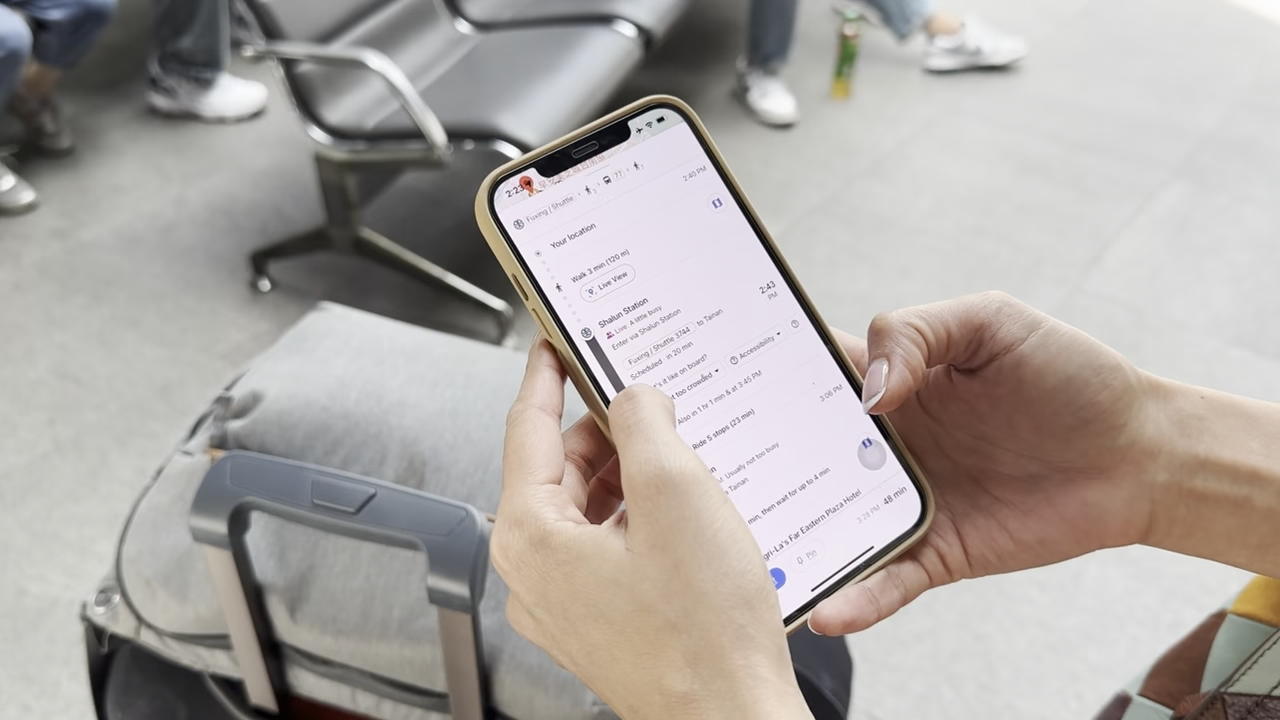 2:23
Fuxing / Shuttle 77
2:40 PM
Your location
Walk 3 min (120 m)
Live View
Shalun Station
2:43
PM
Live: A little busy
Enter via Shalun Station
Fuxing / Shuttle 3744 to Tainan
Scheduled in 20 min
's it like on board?
t too crowded
Accessibility
Also in 1 hr 1 min & at 3:45 PM
Ride 5 stops (23 min)
3:06 PM
Usually not too busy
Tainan
min, then wait for up to 4 min
gri-La's Far Eastern Plaza Hotel
3:28 PM 48 min
Pin